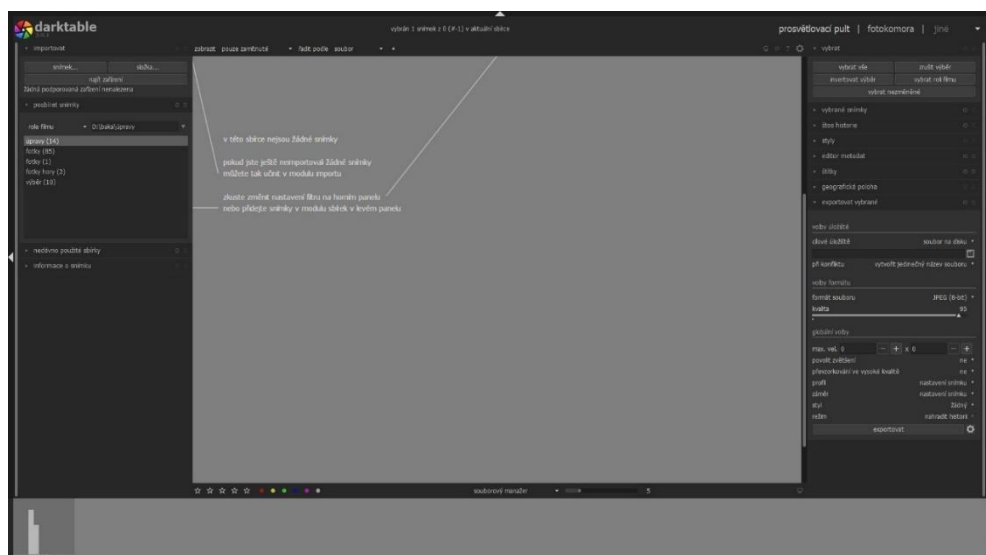 darktable
vybrán 1 snímek z 0 (#-1) v aktuální sbírce
prosvětlovací pult | fotokomora | jiné
importovat
snímek...
složka...
najít zařízení
žádná podporovaná zařízení nenalezena
posbírat snímky
role filmu
D:\baka\úpravy
úpravy (14)
fotky (85)
fotky (1)
fotky hory (2)
výběr (10)
nedávno použité sbírky
informace o snímku
zobrazit pouze zamítnuté
řadit podle soubor
v této sbírce nejsou žádné snímky
pokud jste ještě neimportoval žádné snímky
můžete tak učinit v modulu importu
zkuste změnit nastavení filtru na horním panelu
nebo přidejte snímky v modulu sbírek v levém panelu
souborový manažer
5
vybrat
vybrat vše
zrušit výběr
invertovat výběr
vybrat roli filmu
vybrat nezměněné
vybrané snímky
štos historie
styly
editor metadat
štítky
geografická poloha
exportovat vybrané
volby úložiště
cílové úložiště
soubor na disku
při konfliktu
vytvořit jedinečný název souboru
volby formátu
formát souboru
JPEG (8-bit)
kvalita
95
globální volby
max. vel. 0 - + x 0 - +
povolit zvětšení
ne
převzorkování ve vysoké kvalitě
ne
profil
nastavení snímku
záměr
nastavení snímku
styl
žádný
režim
nahradit historii
exportovat